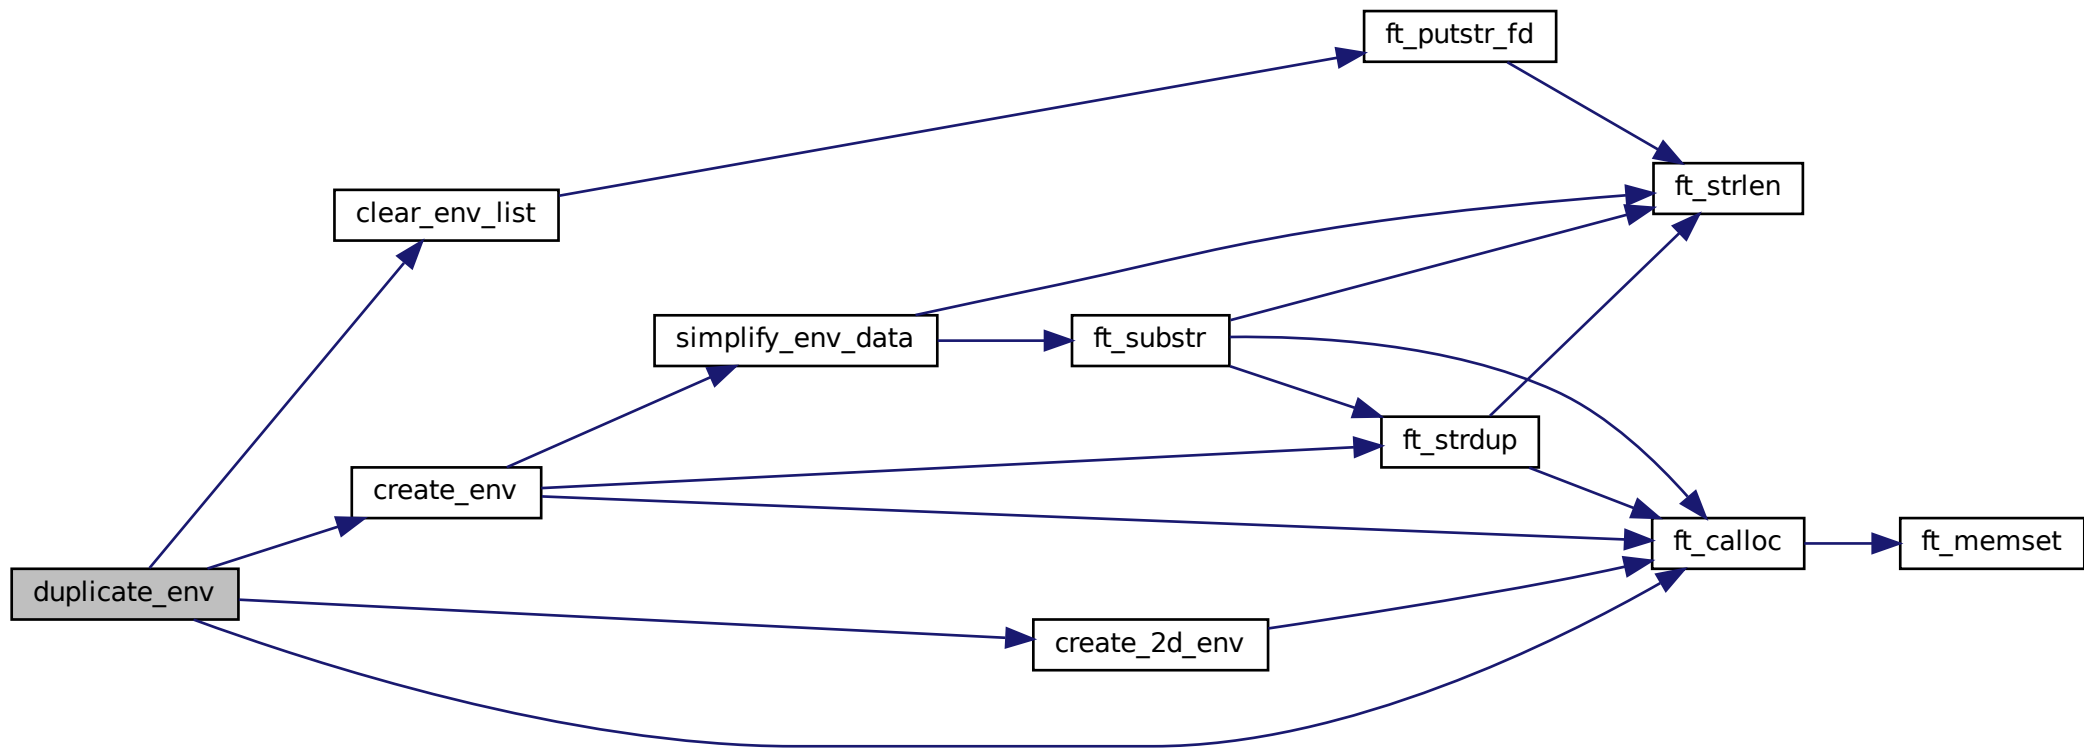 ft_putstr_fd
ft_strlen
clear_env_list
simplify_env_data
ft_substr
ft_strdup
create_env
ft_calloc
ft_memset
duplicate_env
create_2d_env